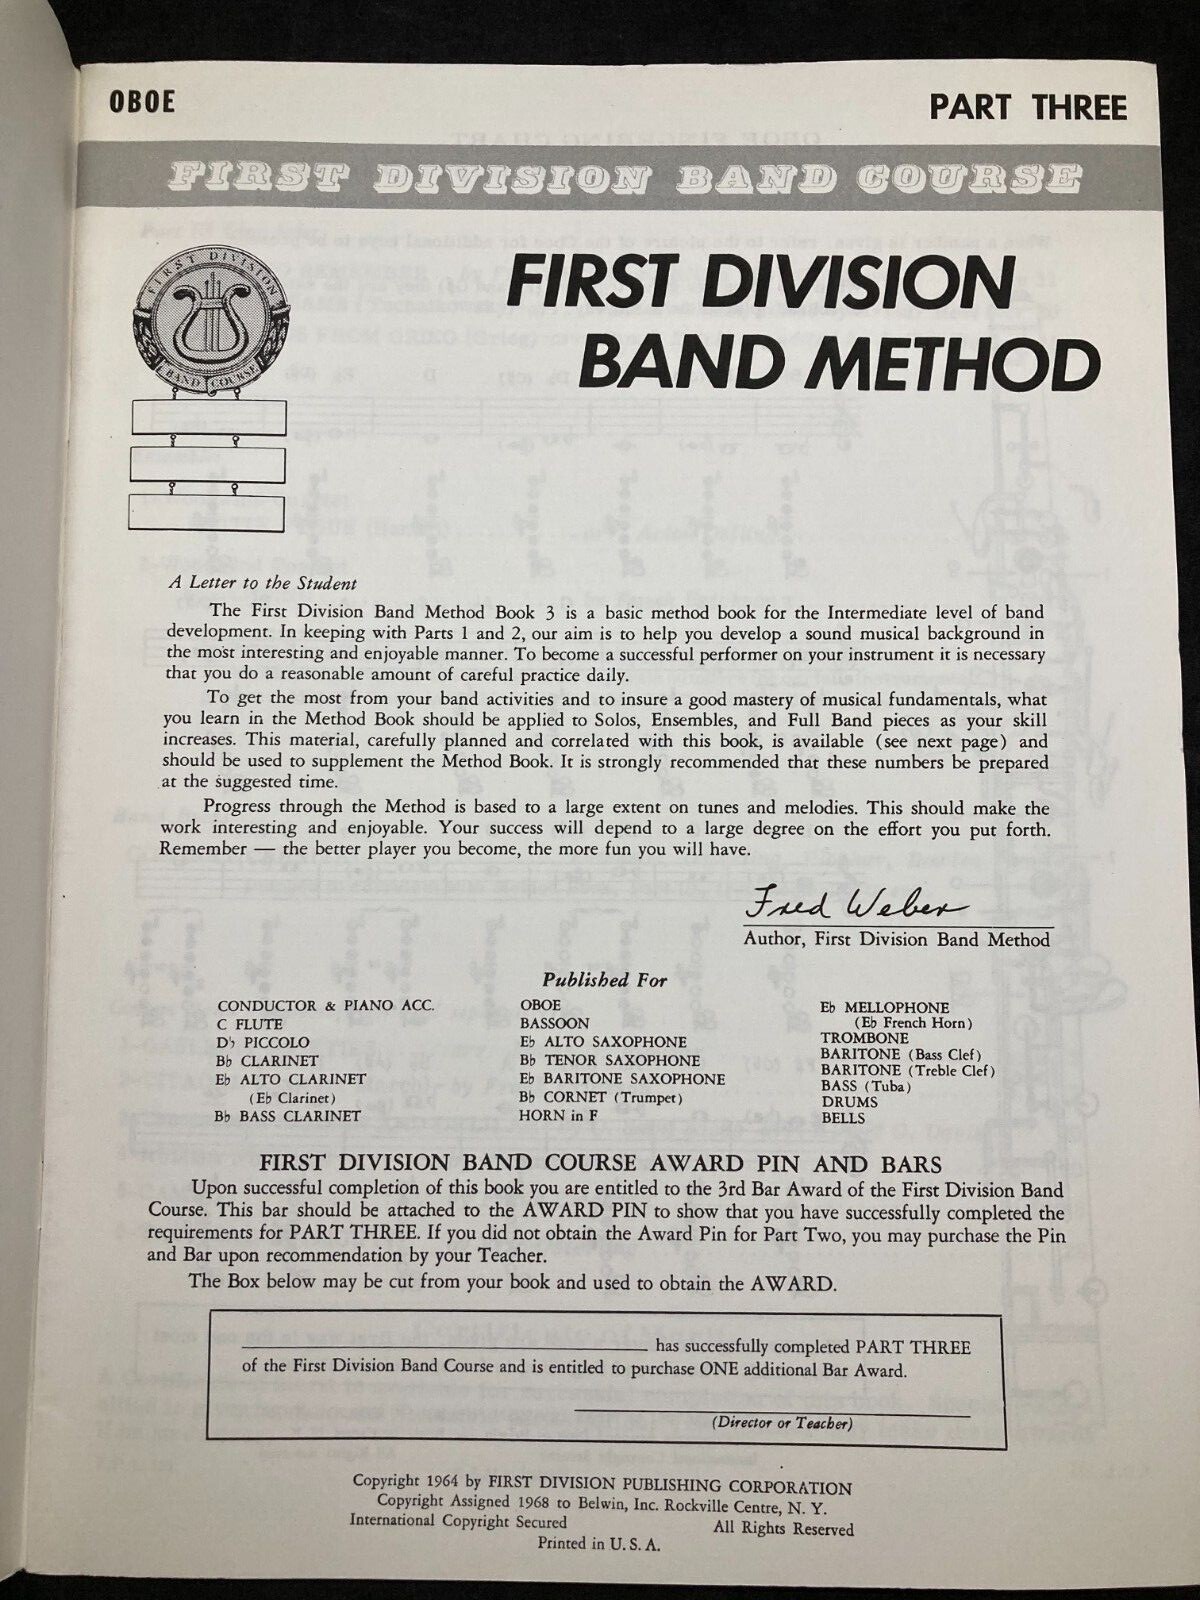 OBOE
PART THREE
FIRST DIVISION BAND COURSE
FIRST DIVISION
BAND COURSE
FIRST DIVISION
BAND METHOD
A Letter to the Student
The First Division Band Method Book 3 is a basic method book for the Intermediate level of band
development. In keeping with Parts 1 and 2, our aim is to help you develop a sound musical background in
the most interesting and enjoyable manner. To become a successful performer on your instrument it is necessary
that you do a reasonable amount of careful practice daily.
To get the most from your band activities and to insure a good mastery of musical fundamentals, what
you learn in the Method Book should be applied to Solos, Ensembles, and Full Band pieces as your skill
increases. This material, carefully planned and correlated with this book, is available (see next page) and
should be used to supplement the Method Book. It is strongly recommended that these numbers be prepared
at the suggested time.
Progress through the Method is based to a large extent on tunes and melodies. This should make the
work interesting and enjoyable. Your success will depend to a large degree on the effort you put forth.
Remember — the better player you become, the more fun you will have.
Fred Weber
Author, First Division Band Method
Published For
CONDUCTOR & PIANO ACC.
C FLUTE
D♭ PICCOLO
B♭ CLARINET
E♭ ALTO CLARINET
(E♭ Clarinet)
B♭ BASS CLARINET
OBOE
BASSOON
E♭ ALTO SAXOPHONE
B♭ TENOR SAXOPHONE
E♭ BARITONE SAXOPHONE
B♭ CORNET (Trumpet)
HORN in F
E♭ MELLOPHONE
(E♭ French Horn)
TROMBONE
BARITONE (Bass Clef)
BARITONE (Treble Clef)
BASS (Tuba)
DRUMS
BELLS
FIRST DIVISION BAND COURSE AWARD PIN AND BARS
Upon successful completion of this book you are entitled to the 3rd Bar Award of the First Division Band
Course. This bar should be attached to the AWARD PIN to show that you have successfully completed the
requirements for PART THREE. If you did not obtain the Award Pin for Part Two, you may purchase the Pin
and Bar upon recommendation by your Teacher.
The Box below may be cut from your book and used to obtain the AWARD.
has successfully completed PART THREE
of the First Division Band Course and is entitled to purchase ONE additional Bar Award.
(Director or Teacher)
Copyright 1964 by FIRST DIVISION PUBLISHING CORPORATION
Copyright Assigned 1968 to Belwin, Inc. Rockville Centre, N. Y.
International Copyright Secured All Rights Reserved
Printed in U. S. A.